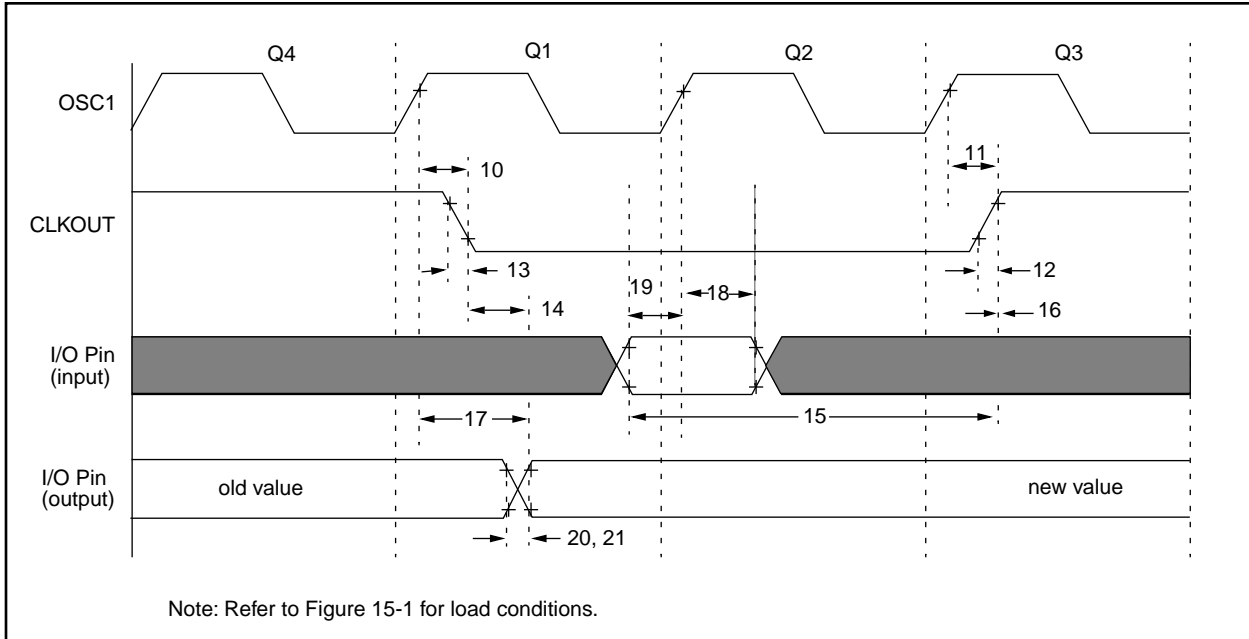 Q4
Q1
Q2
Q3
OSC1
10
11
CLKOUT
13
12
14
19
18
16
I/O Pin
(input)
17
15
I/O Pin
(output)
old value
new value
20, 21
Note: Refer to Figure 15-1 for load conditions.